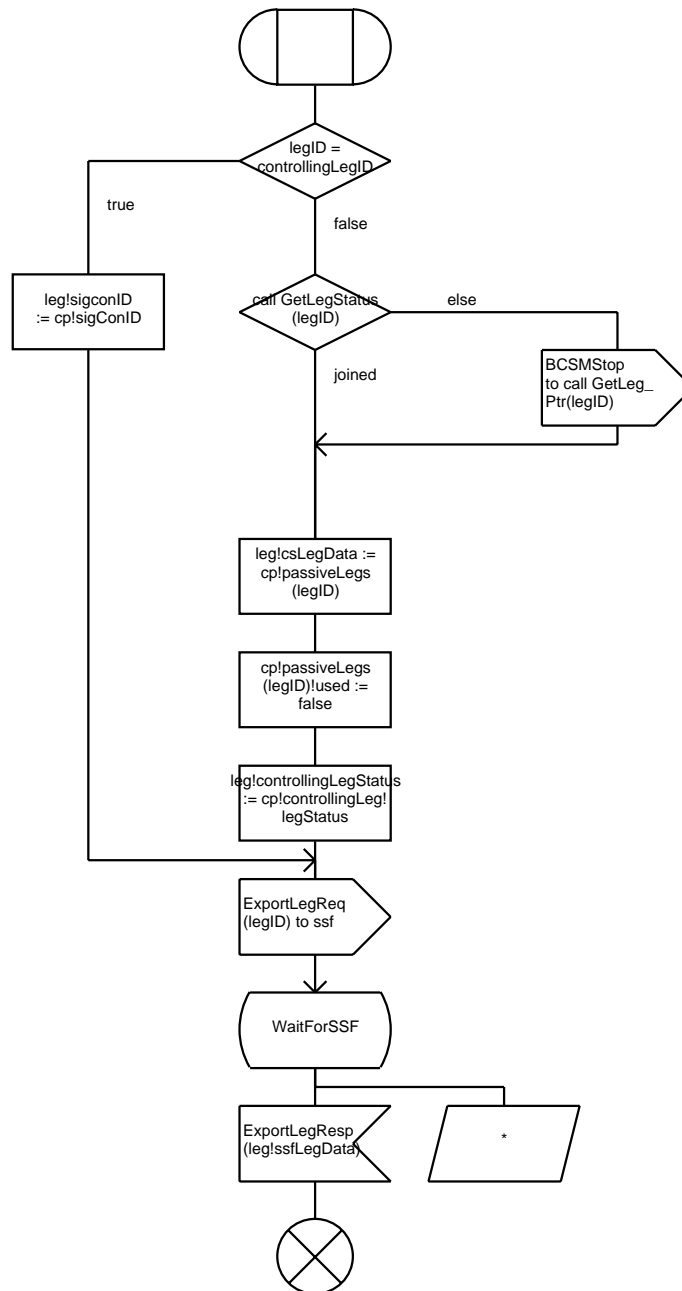 legID =
controllingLegID
true
false
leg!sigconID
:= cp!sigConID
call GetLegStatus
(legID)
else
joined
BCSMStop
to call GetLeg_
Ptr(legID)
leg!csLegData :=
cp!passiveLegs
(legID)
cp!passiveLegs
(legID)!used :=
false
leg!controllingLegStatus
:= cp!controllingLeg!
legStatus
ExportLegReq
(legID) to ssf
WaitForSSF
ExportLegResp
(leg!ssfLegData)
*